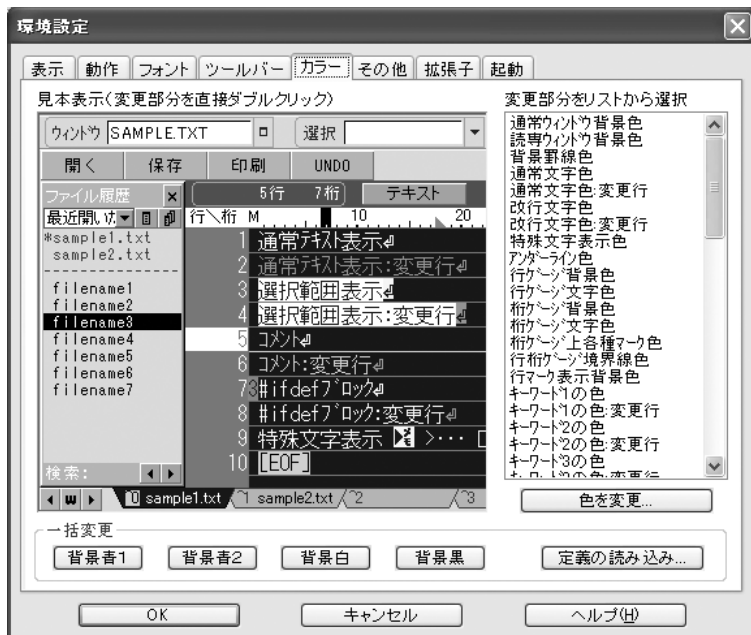 環境設定
表示 動作 フォント ツールバー カラー その他 拡張子 起動
見本表示(変更部分を直接ダブルクリック)
ウィンドウ SAMPLE.TXT 選択
開く 保存 印刷 UNDO
ファイル履歴
最近開いた
*sample1.txt
sample2.txt
filename1
filename2
filename3
filename4
filename5
filename6
filename7
検索:
5行 7桁 テキスト
行\桁 M 10 20
1 通常テキスト表示
2 通常テキスト表示:変更行
3 選択範囲表示
4 選択範囲表示:変更行
5 コメント
6 コメント:変更行
7 #ifdefブロック
8 #ifdefブロック:変更行
9 特殊文字表示 >···
10 [EOF]
W 0 sample1.txt 1 sample2.txt 2 3
変更部分をリストから選択
通常ウィンドウ背景色
読専ウィンドウ背景色
背景罫線色
通常文字色
通常文字色:変更行
改行文字色
改行文字色:変更行
特殊文字表示色
アンダーライン色
行ゲージ背景色
行ゲージ文字色
桁ゲージ背景色
桁ゲージ文字色
桁ゲージ上各種マーク色
行桁ゲージ境界線色
行マーク表示背景色
キーワード1の色
キーワード1の色:変更行
キーワード2の色
キーワード2の色:変更行
キーワード3の色
色を変更...
一括変更
背景青1 背景青2 背景白 背景黒 定義の読み込み...
OK キャンセル ヘルプ(H)